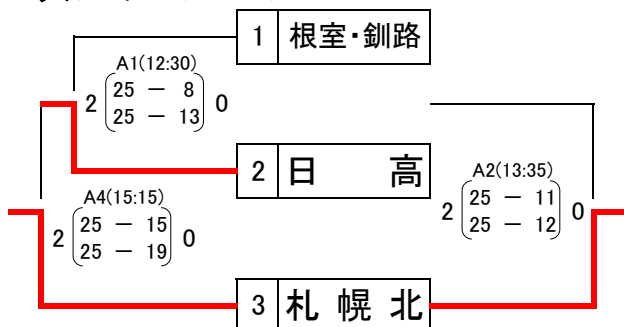 1 根室・釧路
A1(12:30)
2 25 － 8 0
25 － 13
2 日 高
A2(13:35)
2 25 － 11 0
25 － 12
A4(15:15)
2 25 － 15 0
25 － 19
3 札 幌 北